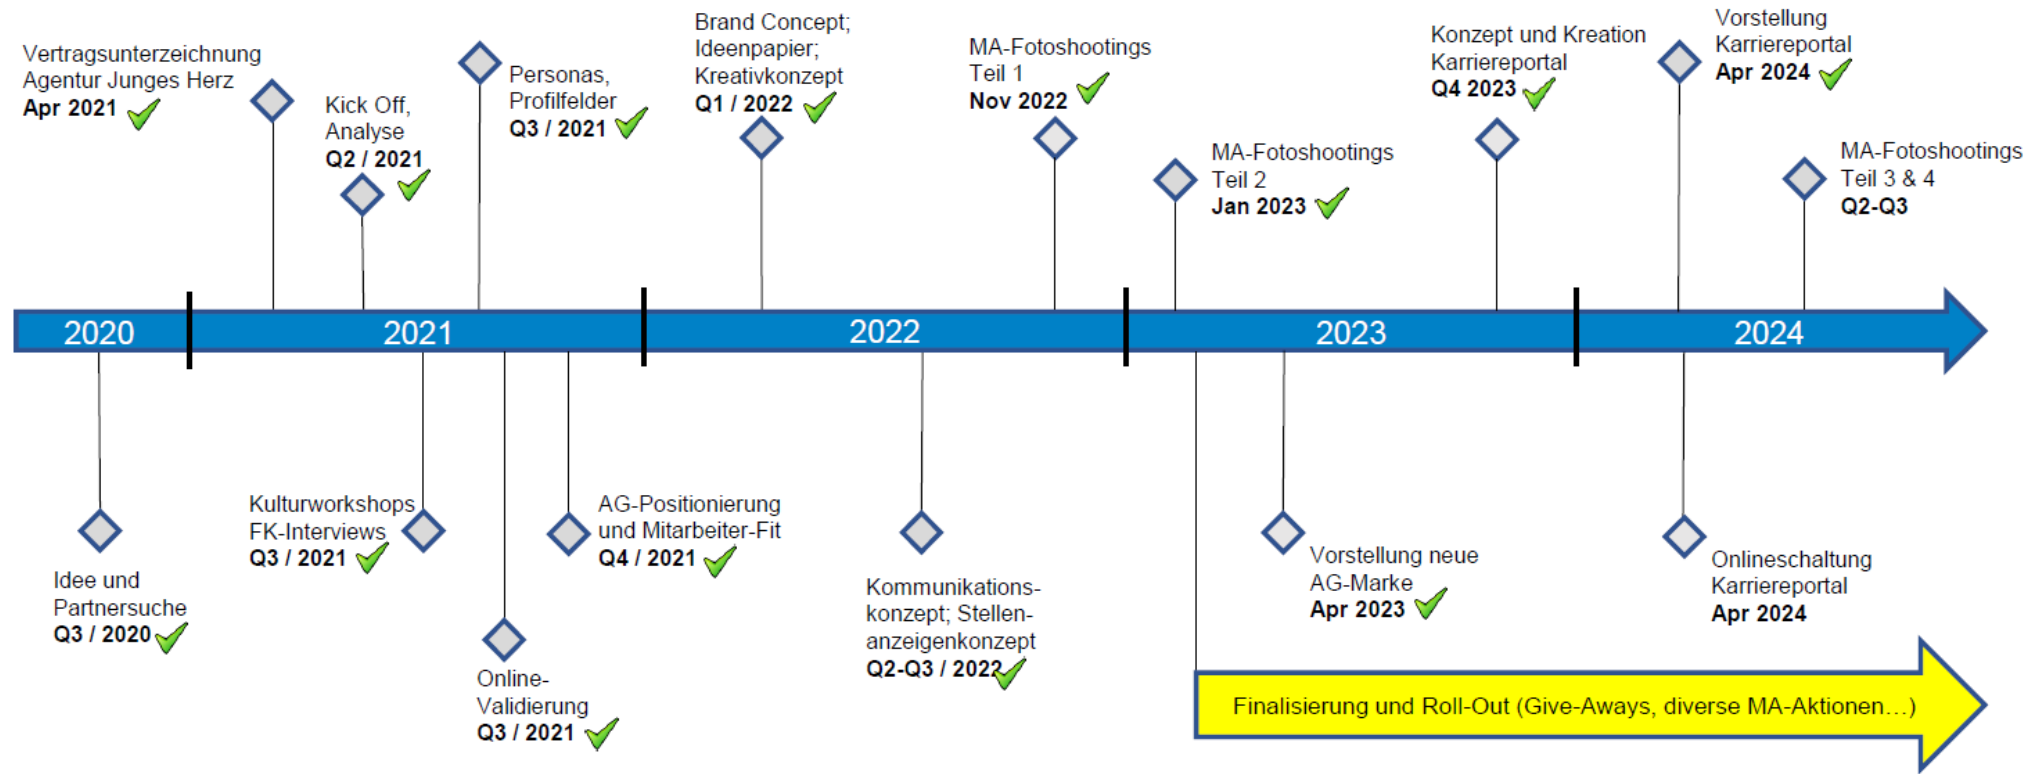 Vertragsunterzeichnung
Agentur Junges Herz
Apr 2021
Kick Off,
Analyse
Q2 / 2021
Personas,
Profilfelder
Q3 / 2021
Brand Concept;
Ideenpapier;
Kreativkonzept
Q1 / 2022
MA-Fotoshootings
Teil 1
Nov 2022
MA-Fotoshootings
Teil 2
Jan 2023
Konzept und Kreation
Karriereportal
Q4 2023
Vorstellung
Karriereportal
Apr 2024
MA-Fotoshootings
Teil 3 & 4
Q2-Q3
2020
2021
2022
2023
2024
Idee und
Partnersuche
Q3 / 2020
Kulturworkshops
FK-Interviews
Q3 / 2021
Online-
Validierung
Q3 / 2021
AG-Positionierung
und Mitarbeiter-Fit
Q4 / 2021
Kommunikations-
konzept; Stellen-
anzeigenkonzept
Q2-Q3 / 2022
Vorstellung neue
AG-Marke
Apr 2023
Onlineschaltung
Karriereportal
Apr 2024
Finalisierung und Roll-Out (Give-Aways, diverse MA-Aktionen…)